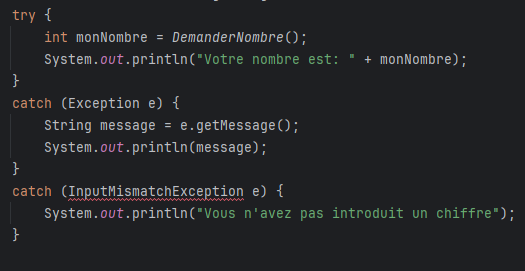 try {
    int monNombre = DemanderNombre();
    System.out.println("Votre nombre est: " + monNombre);
}
catch (Exception e) {
    String message = e.getMessage();
    System.out.println(message);
}
catch (InputMismatchException e) {
    System.out.println("Vous n'avez pas introduit un chiffre");
}